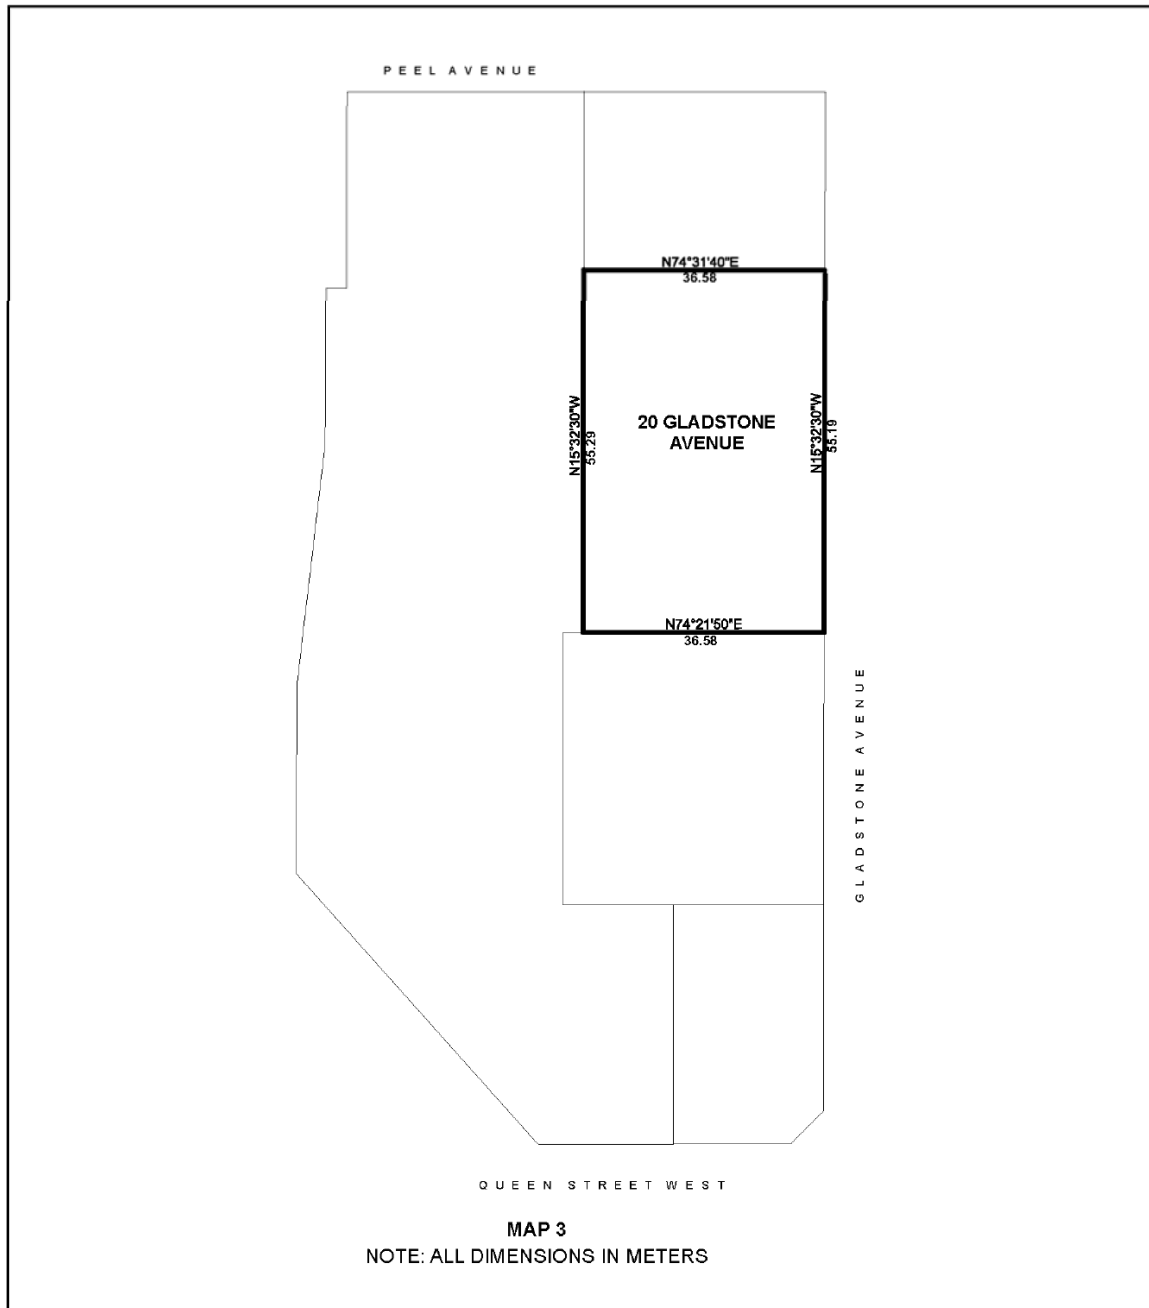 PEEL AVENUE
N74°31'40"E
36.58
N15°32'30"W
55.29
20 GLADSTONE
AVENUE
N15°32'30"W
55.19
N74°21'50"E
36.58
GLADSTONE AVENUE
QUEEN STREET WEST
MAP 3
NOTE: ALL DIMENSIONS IN METERS